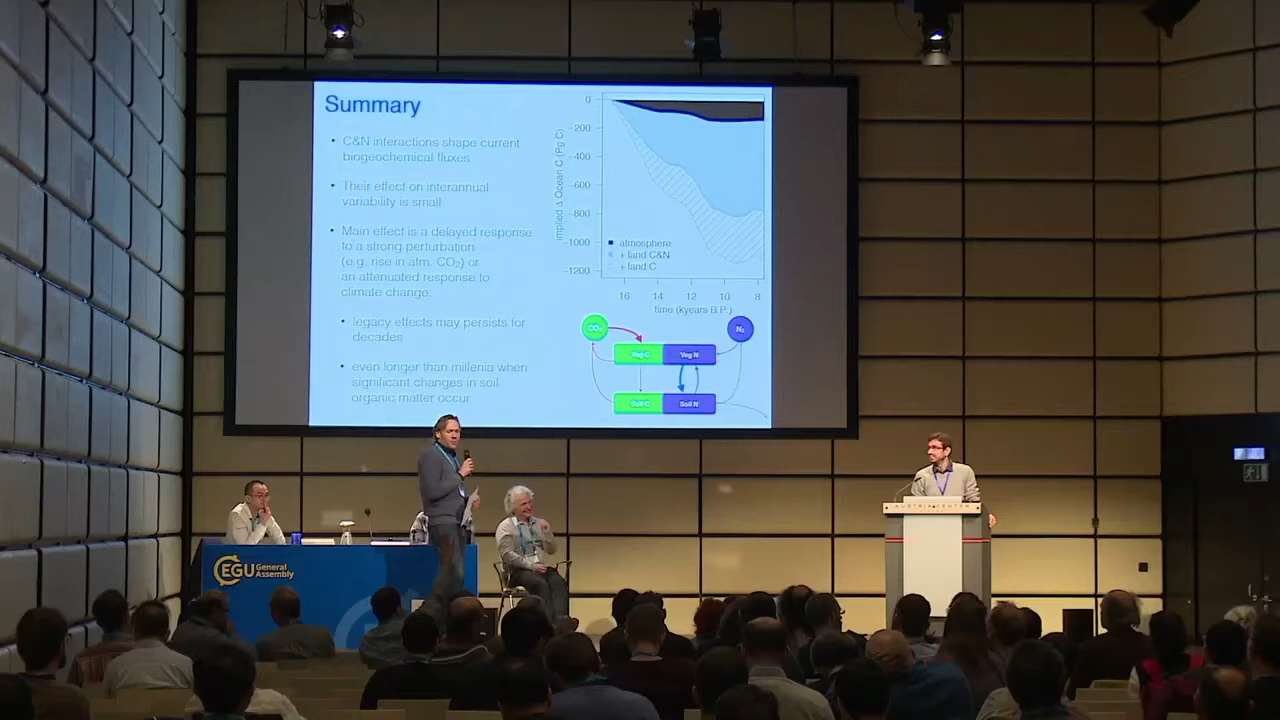 Summary
• C&N interactions shape current
biogeochemical fluxes
• Their effect on interannual
variability is small
• Main effect is a delayed response
to a strong perturbation
(e.g. rise in atm. CO₂) or
an attenuated response to
climate change:
• legacy effects may persists for
decades
• even longer than millenia when
significant changes in soil
organic matter occur
implied Δ Ocean C (Pg C)
0
−200
−400
−600
−800
−1000
−1200
atmosphere
+ land C&N
+ land C
16 14 12 10 8
time (kyears B.P.)
CO₂
N₂
Veg C
Veg N
Soil C
Soil N
EGU General
Assembly
AUSTRIA CENTER